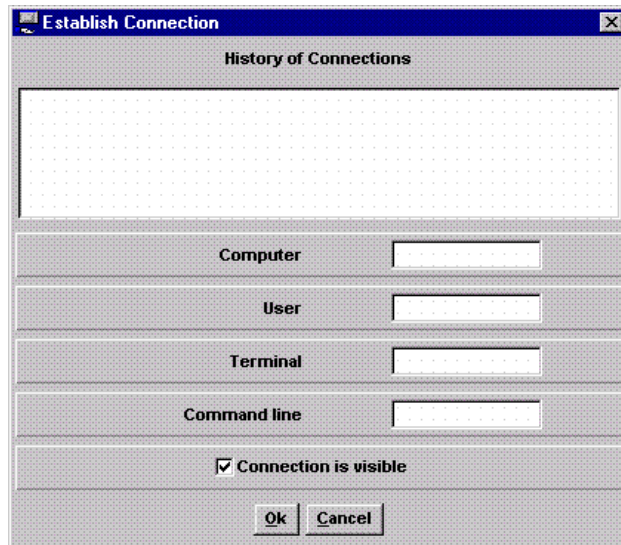 Establish Connection
History of Connections
Computer
User
Terminal
Command line
Connection is visible
Ok Cancel